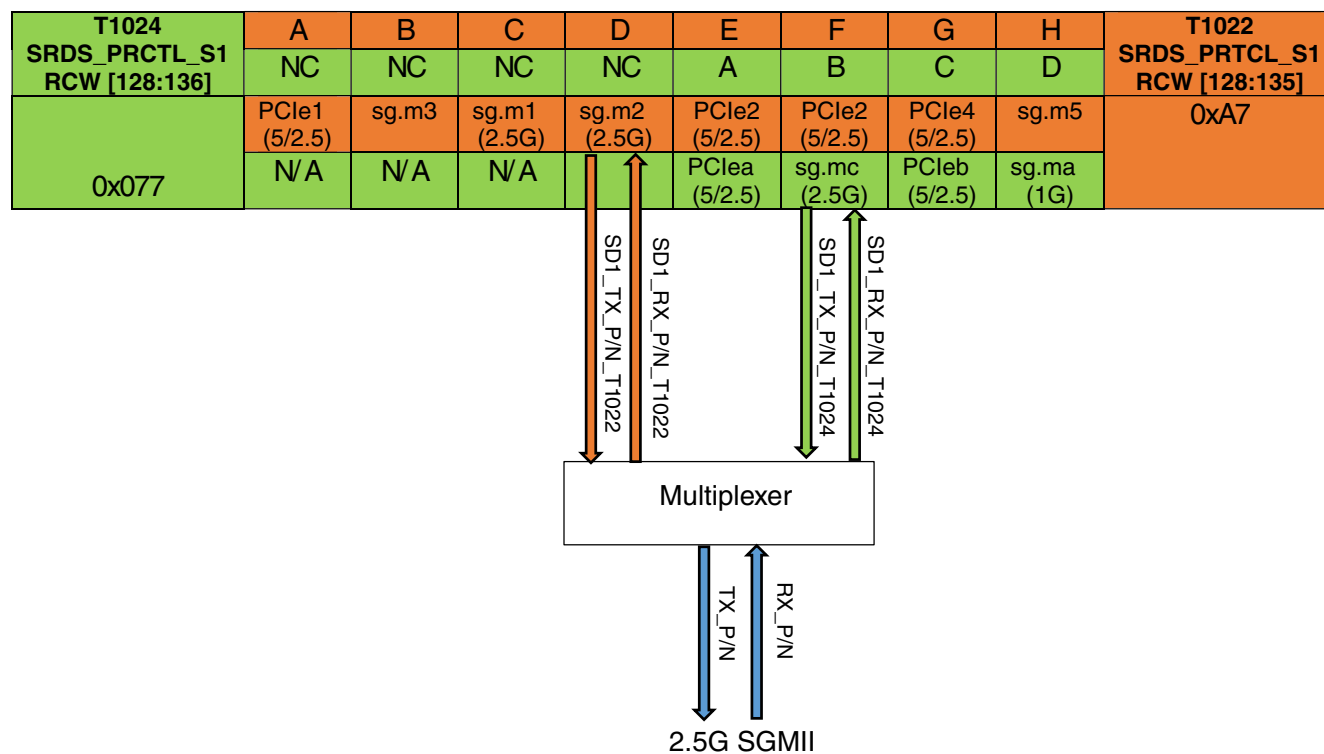 T1024
SRDS_PRCTL_S1
RCW [128:136]
A B C D E F G H
T1022
SRDS_PRTCL_S1
RCW [128:135]
NC NC NC NC A B C D
PCIe1 sg.m3 sg.m1 sg.m2 PCIe2 PCIe2 PCIe4 sg.m5
(5/2.5) (2.5G) (2.5G) (5/2.5) (5/2.5) (5/2.5)
0xA7
0x077
N/A N/A N/A PCIea sg.mc PCIeb sg.ma
(5/2.5) (2.5G) (5/2.5) (1G)
SD1_TX_P/N_T1022
SD1_RX_P/N_T1022
SD1_TX_P/N_T1024
SD1_RX_P/N_T1024
Multiplexer
TX_P/N
RX_P/N
2.5G SGMII